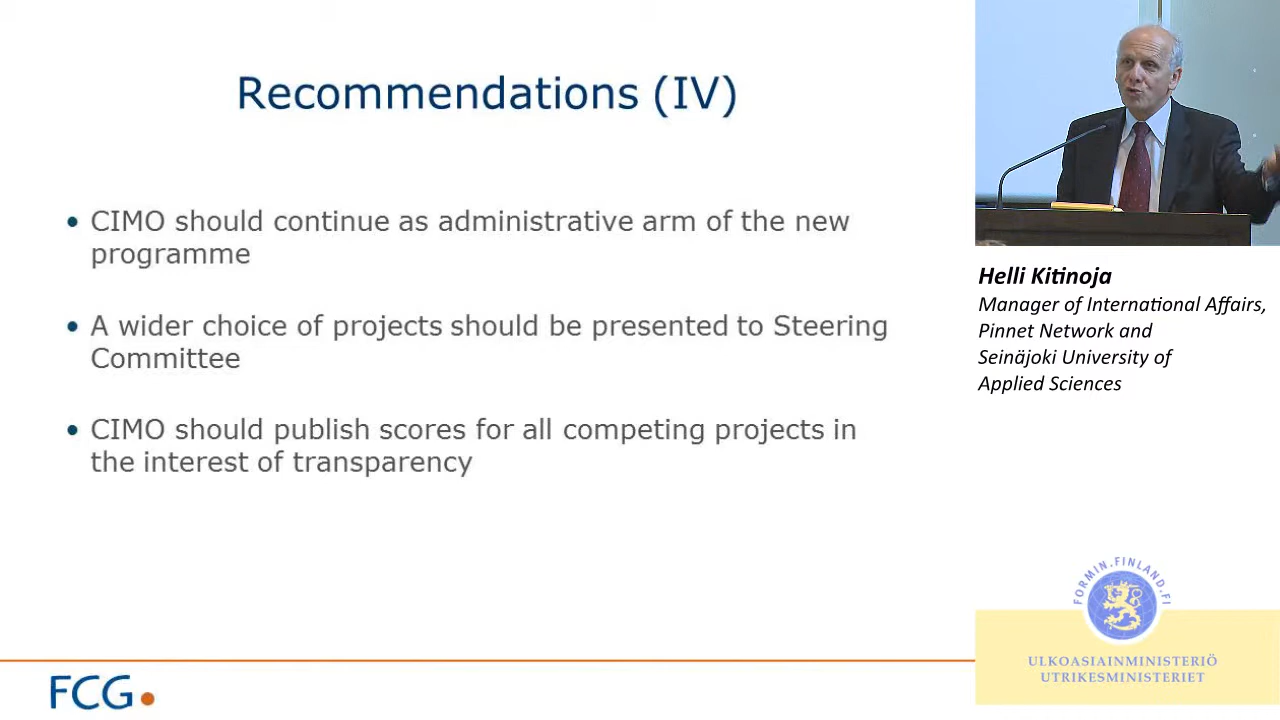 Recommendations (IV)
• CIMO should continue as administrative arm of the new
programme
• A wider choice of projects should be presented to Steering
Committee
• CIMO should publish scores for all competing projects in
the interest of transparency
FCG
Helli Kitinoja
Manager of International Affairs,
Pinnet Network and
Seinäjoki University of
Applied Sciences
FORMIN.FINLAND.FI
ULKOASIAINMINISTERIÖ
UTRIKESMINISTERIET